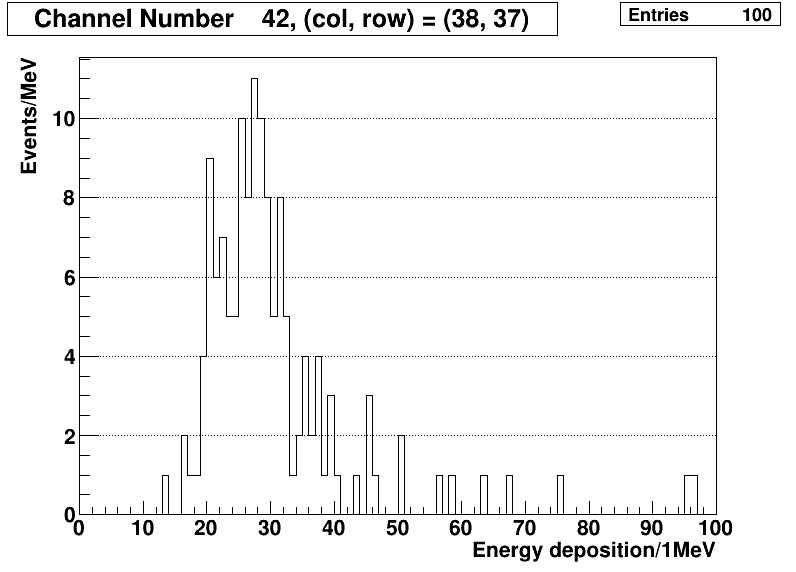 Channel Number 42, (col, row) = (38, 37)
Entries 100
Events/MeV
10
8
6
4
2
0
0 10 20 30 40 50 60 70 80 90 100
Energy deposition/1MeV